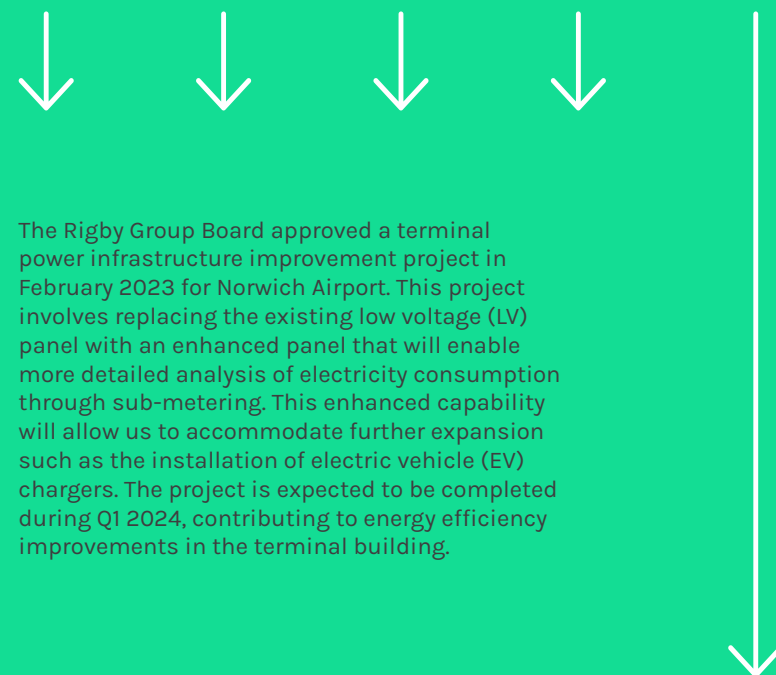 The Rigby Group Board approved a terminal
power infrastructure improvement project in
February 2023 for Norwich Airport. This project
involves replacing the existing low voltage (LV)
panel with an enhanced panel that will enable
more detailed analysis of electricity consumption
through sub-metering. This enhanced capability
will allow us to accommodate further expansion
such as the installation of electric vehicle (EV)
chargers. The project is expected to be completed
during Q1 2024, contributing to energy efficiency
improvements in the terminal building.